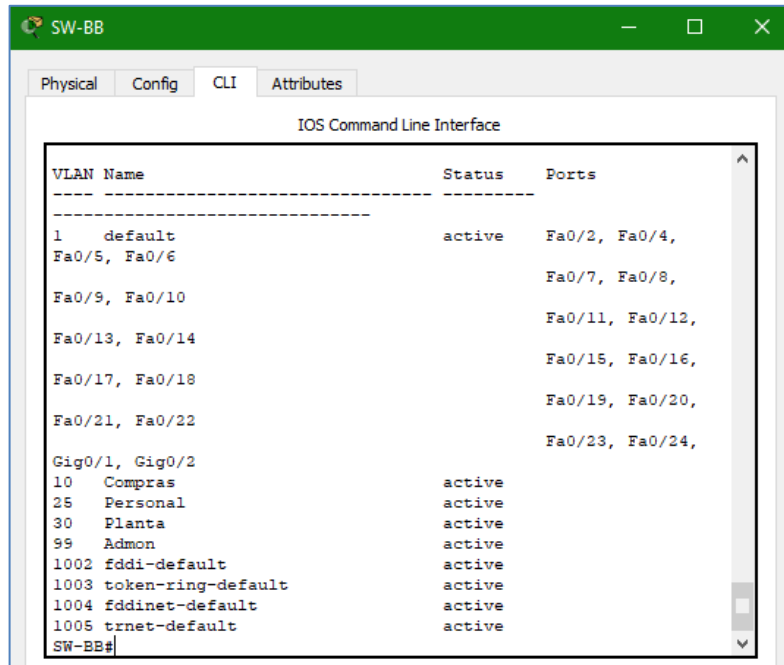 SW-BB
Physical Config CLI Attributes
IOS Command Line Interface
VLAN Name                             Status    Ports
---- -------------------------------- ---------
-------------------------------
1    default                          active    Fa0/2, Fa0/4,
Fa0/5, Fa0/6
                                                Fa0/7, Fa0/8,
Fa0/9, Fa0/10
                                                Fa0/11, Fa0/12,
Fa0/13, Fa0/14
                                                Fa0/15, Fa0/16,
Fa0/17, Fa0/18
                                                Fa0/19, Fa0/20,
Fa0/21, Fa0/22
                                                Fa0/23, Fa0/24,
Gig0/1, Gig0/2
10   Compras                          active
25   Personal                         active
30   Planta                           active
99   Admon                            active
1002 fddi-default                     active
1003 token-ring-default               active
1004 fddinet-default                  active
1005 trnet-default                    active
SW-BB#